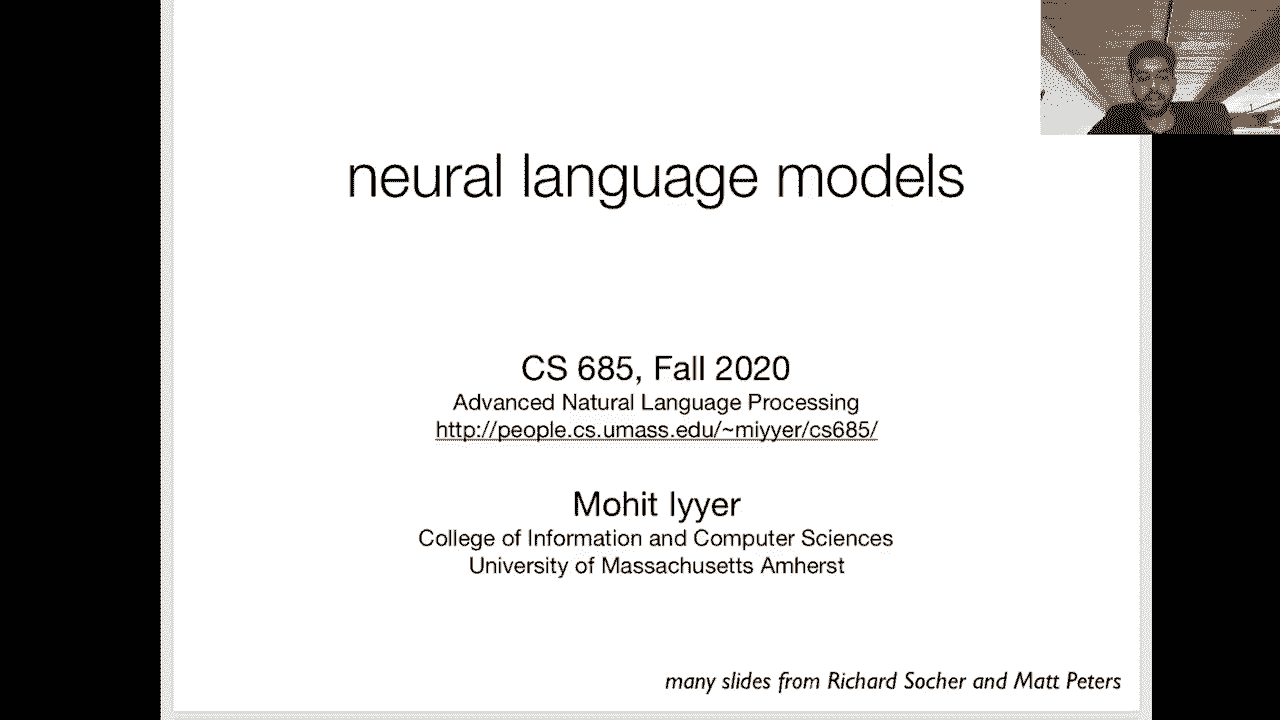 neural language models
CS 685, Fall 2020
Advanced Natural Language Processing
http://people.cs.umass.edu/~miyyer/cs685/
Mohit Iyyer
College of Information and Computer Sciences
University of Massachusetts Amherst
many slides from Richard Socher and Matt Peters